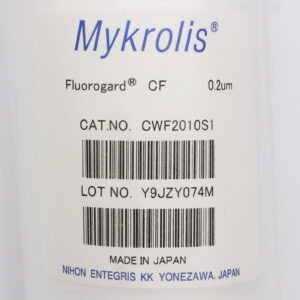 Mykrolis®
Fluorogard® CF 0.2um
CAT.NO. CWF2010S1
LOT NO. Y9JZY074M
MADE IN JAPAN
NIHON ENTEGRIS KK YONEZAWA. JAPAN